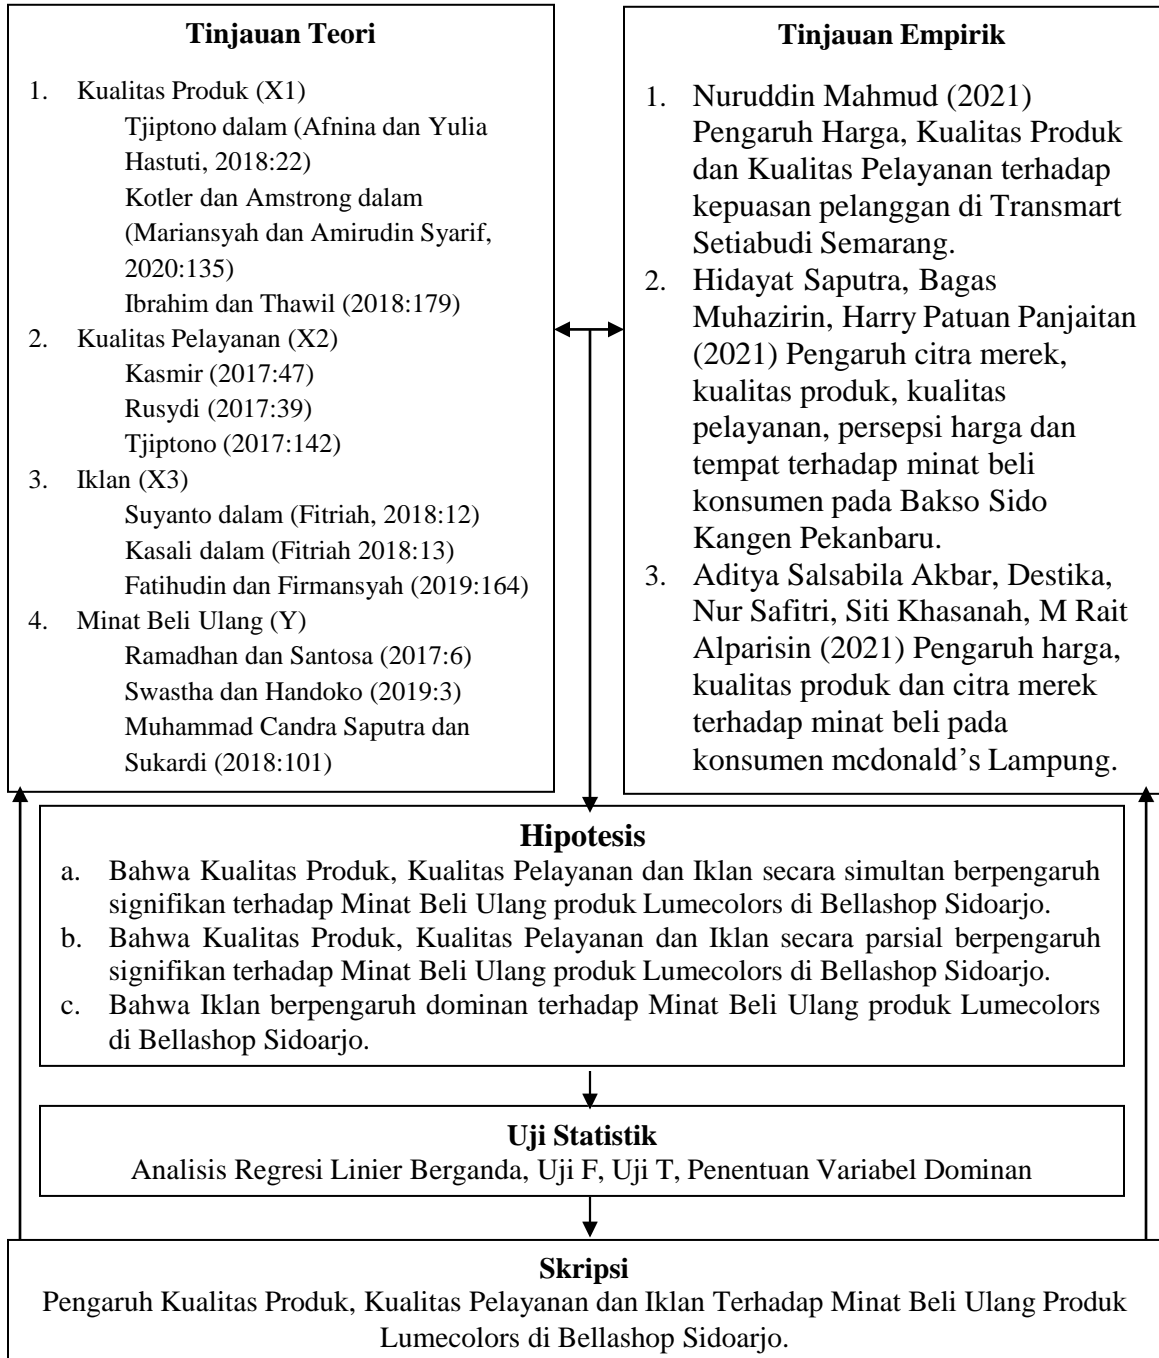 Tinjauan Teori
1. Kualitas Produk (X1)
Tjiptono dalam (Afnina dan Yulia
Hastuti, 2018:22)
Kotler dan Amstrong dalam
(Mariansyah dan Amirudin Syarif,
2020:135)
Ibrahim dan Thawil (2018:179)
2. Kualitas Pelayanan (X2)
Kasmir (2017:47)
Rusydi (2017:39)
Tjiptono (2017:142)
3. Iklan (X3)
Suyanto dalam (Fitriah, 2018:12)
Kasali dalam (Fitriah 2018:13)
Fatihudin dan Firmansyah (2019:164)
4. Minat Beli Ulang (Y)
Ramadhan dan Santosa (2017:6)
Swastha dan Handoko (2019:3)
Muhammad Candra Saputra dan
Sukardi (2018:101)
Tinjauan Empirik
1. Nuruddin Mahmud (2021)
Pengaruh Harga, Kualitas Produk
dan Kualitas Pelayanan terhadap
kepuasan pelanggan di Transmart
Setiabudi Semarang.
2. Hidayat Saputra, Bagas
Muhazirin, Harry Patuan Panjaitan
(2021) Pengaruh citra merek,
kualitas produk, kualitas
pelayanan, persepsi harga dan
tempat terhadap minat beli
konsumen pada Bakso Sido
Kangen Pekanbaru.
3. Aditya Salsabila Akbar, Destika,
Nur Safitri, Siti Khasanah, M Rait
Alparisin (2021) Pengaruh harga,
kualitas produk dan citra merek
terhadap minat beli pada
konsumen mcdonald’s Lampung.
Hipotesis
a. Bahwa Kualitas Produk, Kualitas Pelayanan dan Iklan secara simultan berpengaruh
signifikan terhadap Minat Beli Ulang produk Lumecolors di Bellashop Sidoarjo.
b. Bahwa Kualitas Produk, Kualitas Pelayanan dan Iklan secara parsial berpengaruh
signifikan terhadap Minat Beli Ulang produk Lumecolors di Bellashop Sidoarjo.
c. Bahwa Iklan berpengaruh dominan terhadap Minat Beli Ulang produk Lumecolors
di Bellashop Sidoarjo.
Uji Statistik
Analisis Regresi Linier Berganda, Uji F, Uji T, Penentuan Variabel Dominan
Skripsi
Pengaruh Kualitas Produk, Kualitas Pelayanan dan Iklan Terhadap Minat Beli Ulang Produk
Lumecolors di Bellashop Sidoarjo.